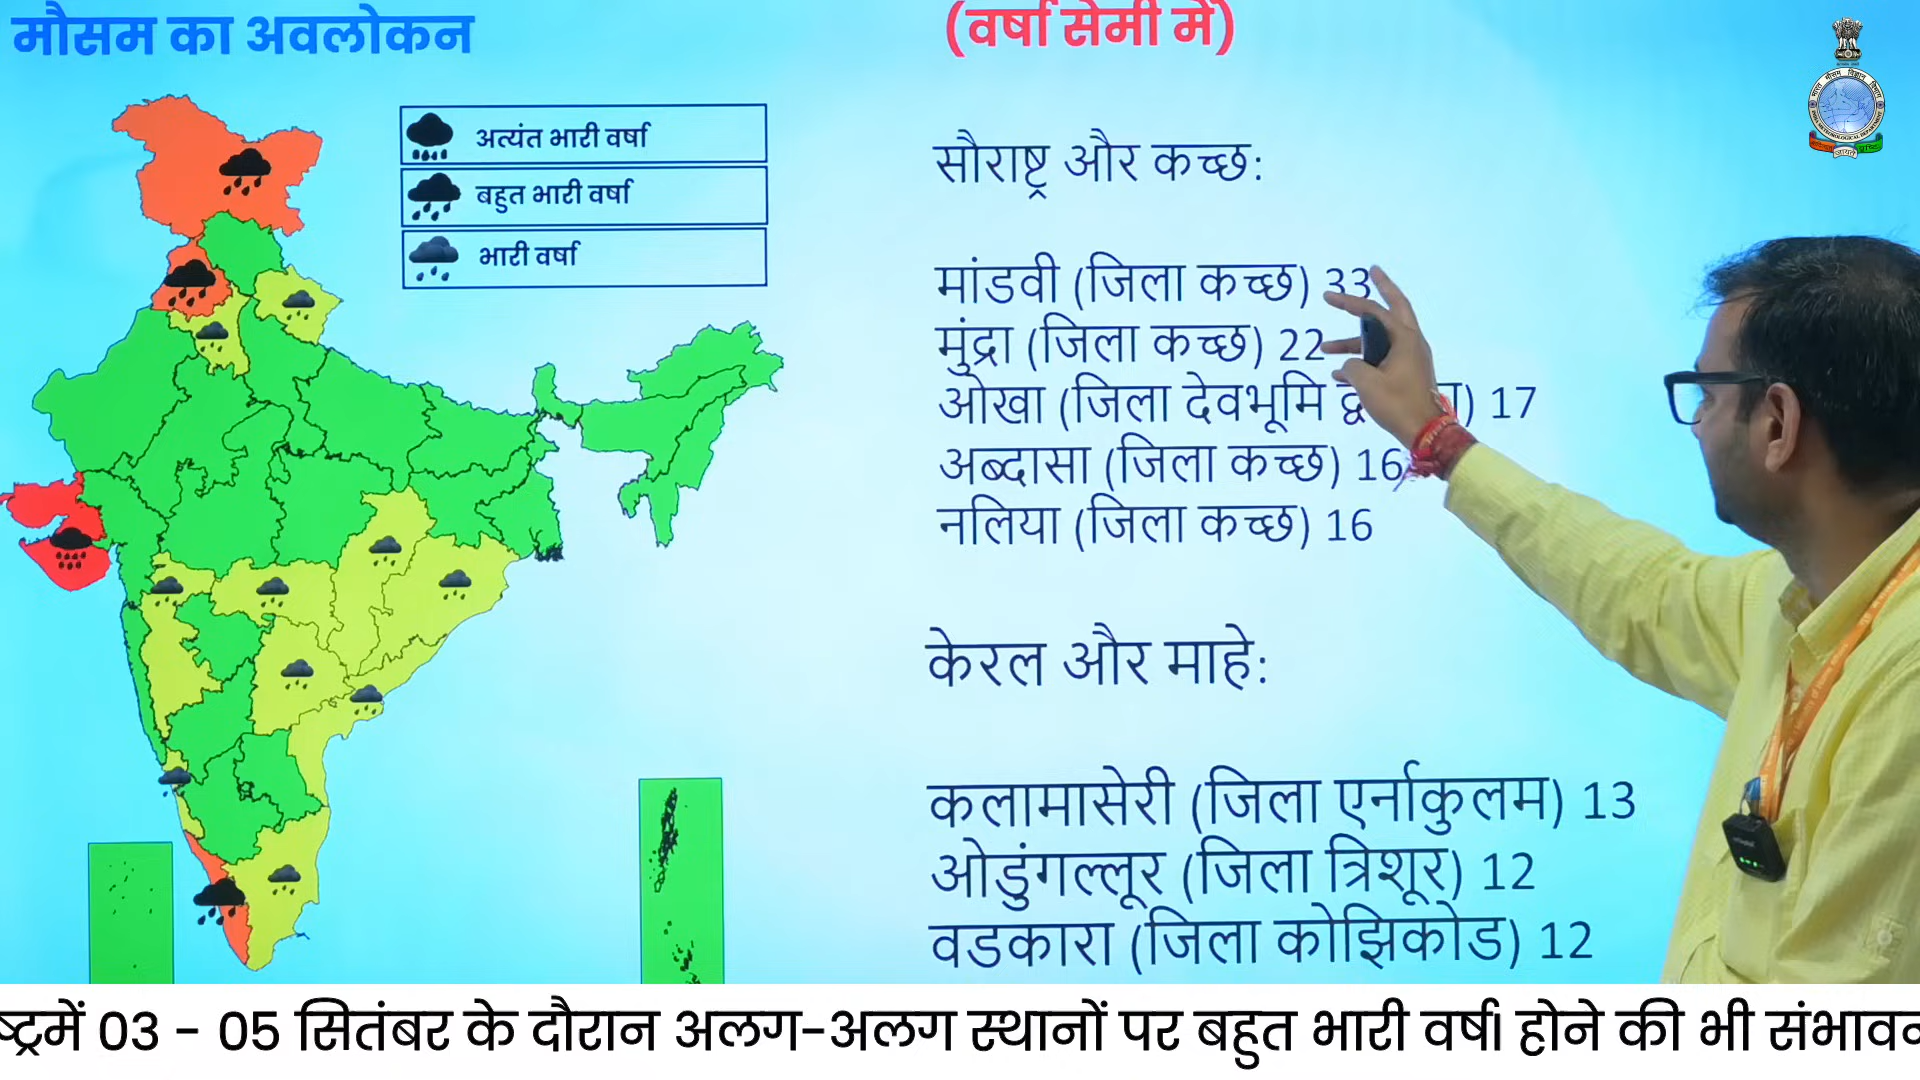 मौसम का अवलोकन
(वर्षा सेमी में)
अत्यंत भारी वर्षा
बहुत भारी वर्षा
भारी वर्षा
सौराष्ट्र और कच्छ:
मांडवी (जिला कच्छ) 33
मुंद्रा (जिला कच्छ) 22
ओखा (जिला देवभूमि 17
अब्दासा (जिला कच्छ) 16
नलिया (जिला कच्छ) 16
केरल और माहे:
कलामासेरी (जिला एर्नाकुलम) 13
ओडुंगल्लूर (जिला त्रिशूर) 12
वडकारा (जिला कोझिकोड) 12
03 - 05 सितंबर के दौरान अलग-अलग स्थानों पर बहुत भारी वर्षा होने की भी